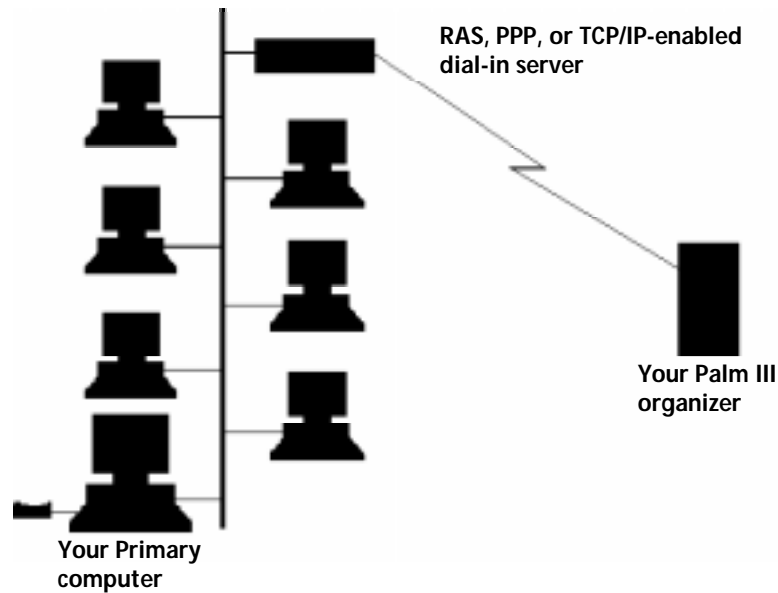 RAS, PPP, or TCP/IP-enabled
dial-in server
Your Palm III
organizer
Your Primary
computer